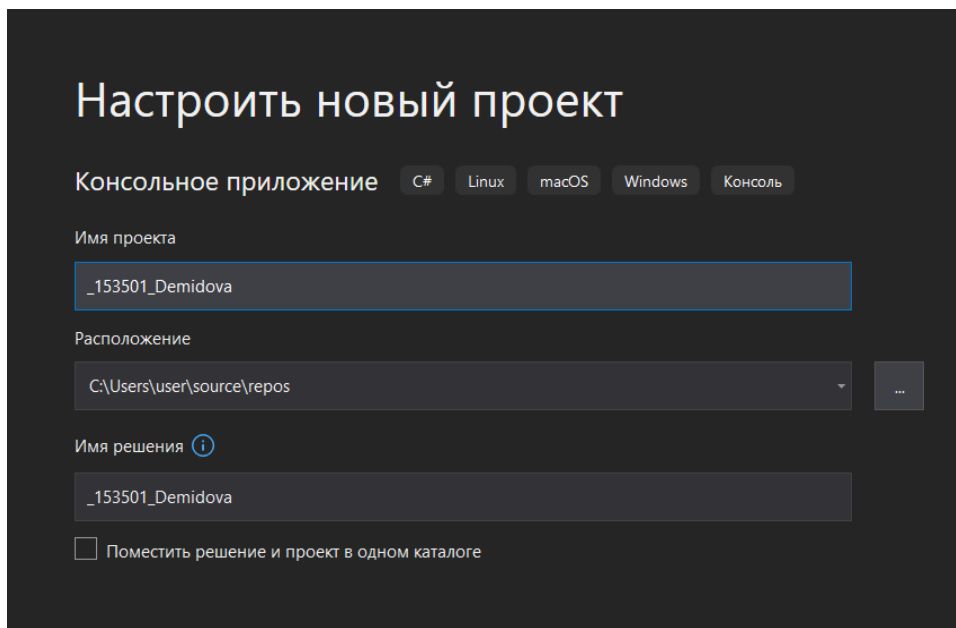 Настроить новый проект
Консольное приложение C# Linux macOS Windows Консоль
Имя проекта
_153501_Demidova
Расположение
C:\Users\user\source\repos
...
Имя решения
_153501_Demidova
Поместить решение и проект в одном каталоге